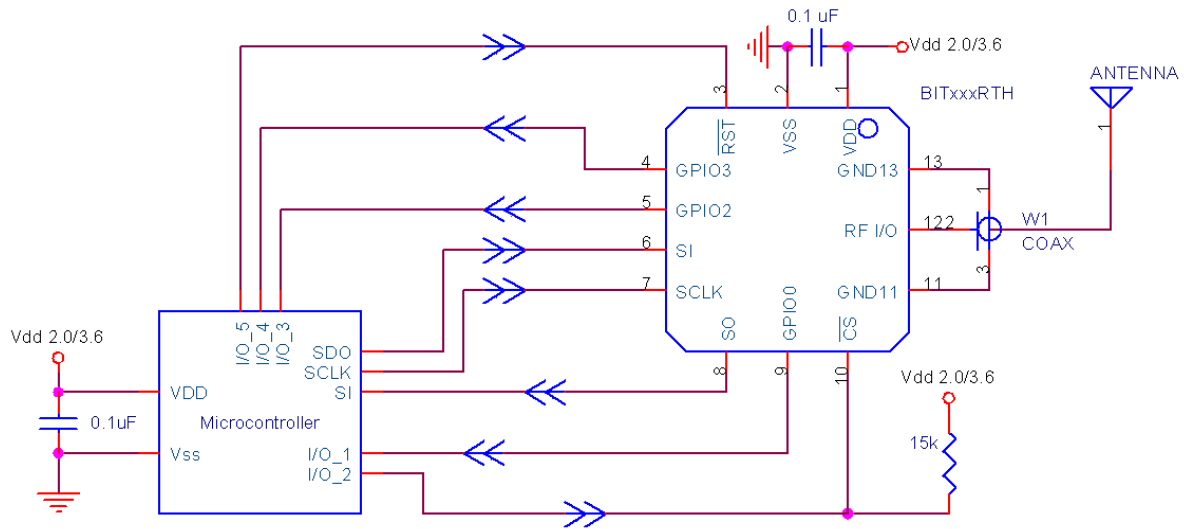 0.1 uF
Vdd 2.0/3.6
ANTENNA
BITxxxRTH
3
2
1
1
RST
VSS
VDD
4
GPIO3
GND13
13
5
GPIO2
1
6
SI
RF I/O
12
2
W1
COAX
7
SCLK
GND11
11
3
SO
GPIO0
CS
8
9
10
Vdd 2.0/3.6
I/O_5
I/O_4
I/O_3
SDO
SCLK
SI
VDD
0.1uF
Microcontroller
Vss
I/O_1
I/O_2
Vdd 2.0/3.6
15k